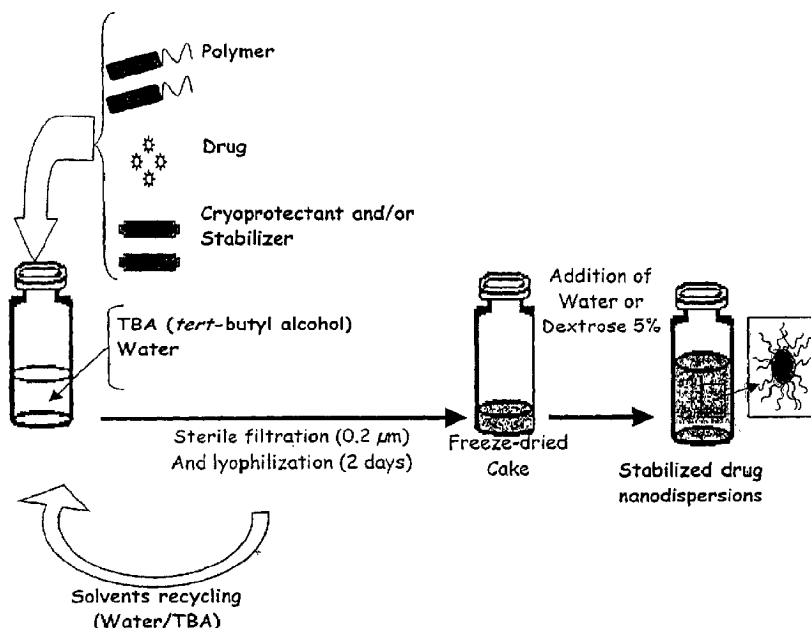 Polymer
Drug
Cryoprotectant and/or
Stabilizer
TBA (tert-butyl alcohol)
Water
Sterile filtration (0.2 µm)
And lyophilization (2 days)
Freeze-dried
Cake
Addition of
Water or
Dextrose 5%
Stabilized drug
nanodispersions
Solvents recycling
(Water/TBA)